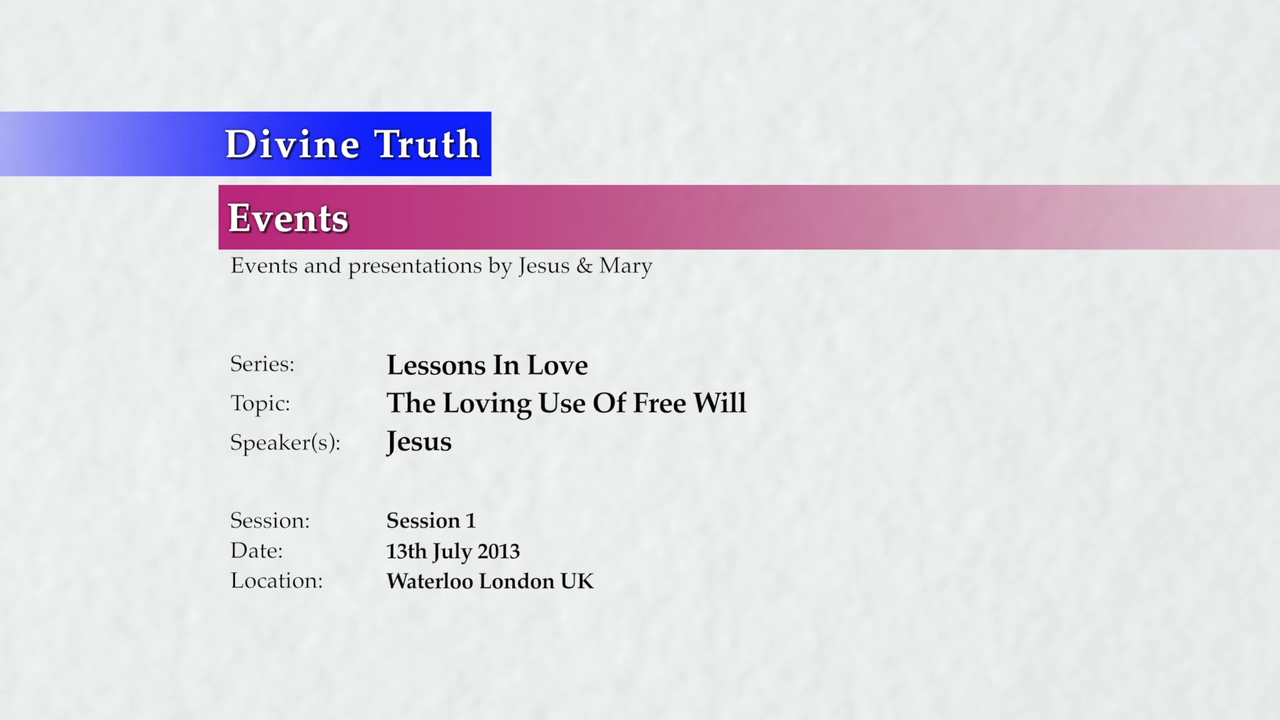 Divine Truth
Events
Events and presentations by Jesus & Mary
Series: Lessons In Love
Topic: The Loving Use Of Free Will
Speaker(s): Jesus
Session: Session 1
Date: 13th July 2013
Location: Waterloo London UK